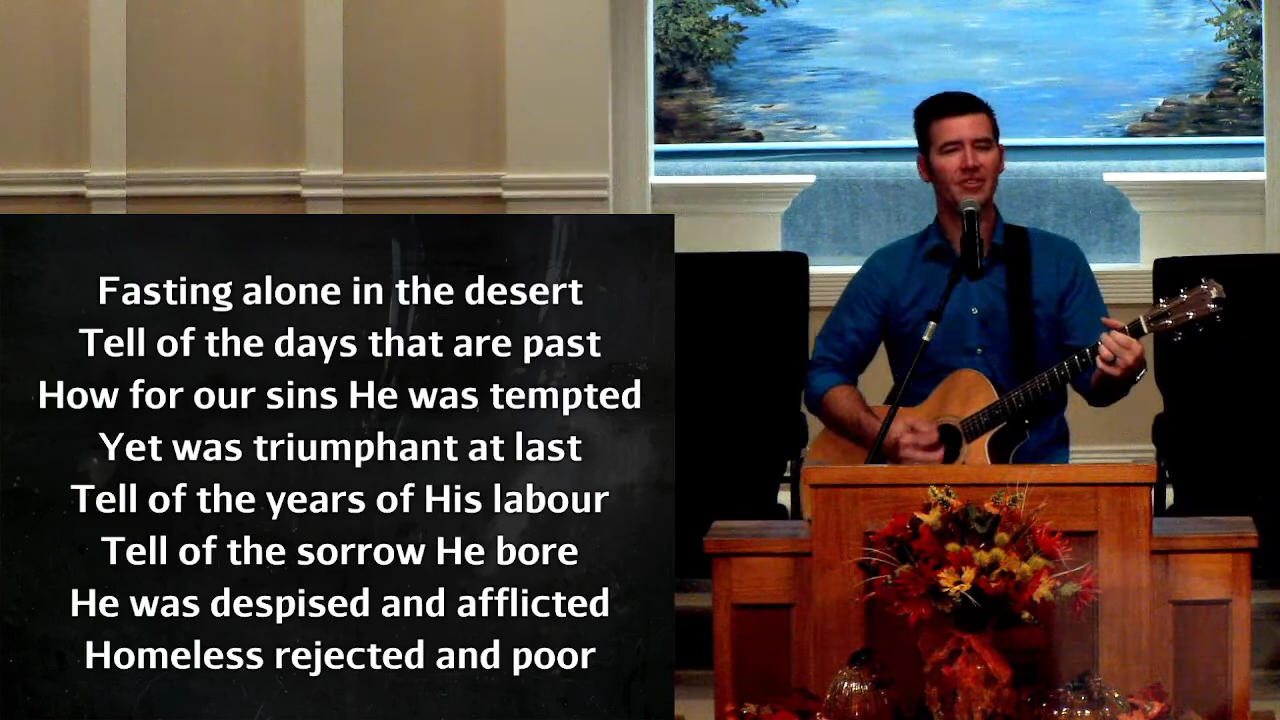 Fasting alone in the desert
Tell of the days that are past
How for our sins He was tempted
Yet was triumphant at last
Tell of the years of His labour
Tell of the sorrow He bore
He was despised and afflicted
Homeless rejected and poor